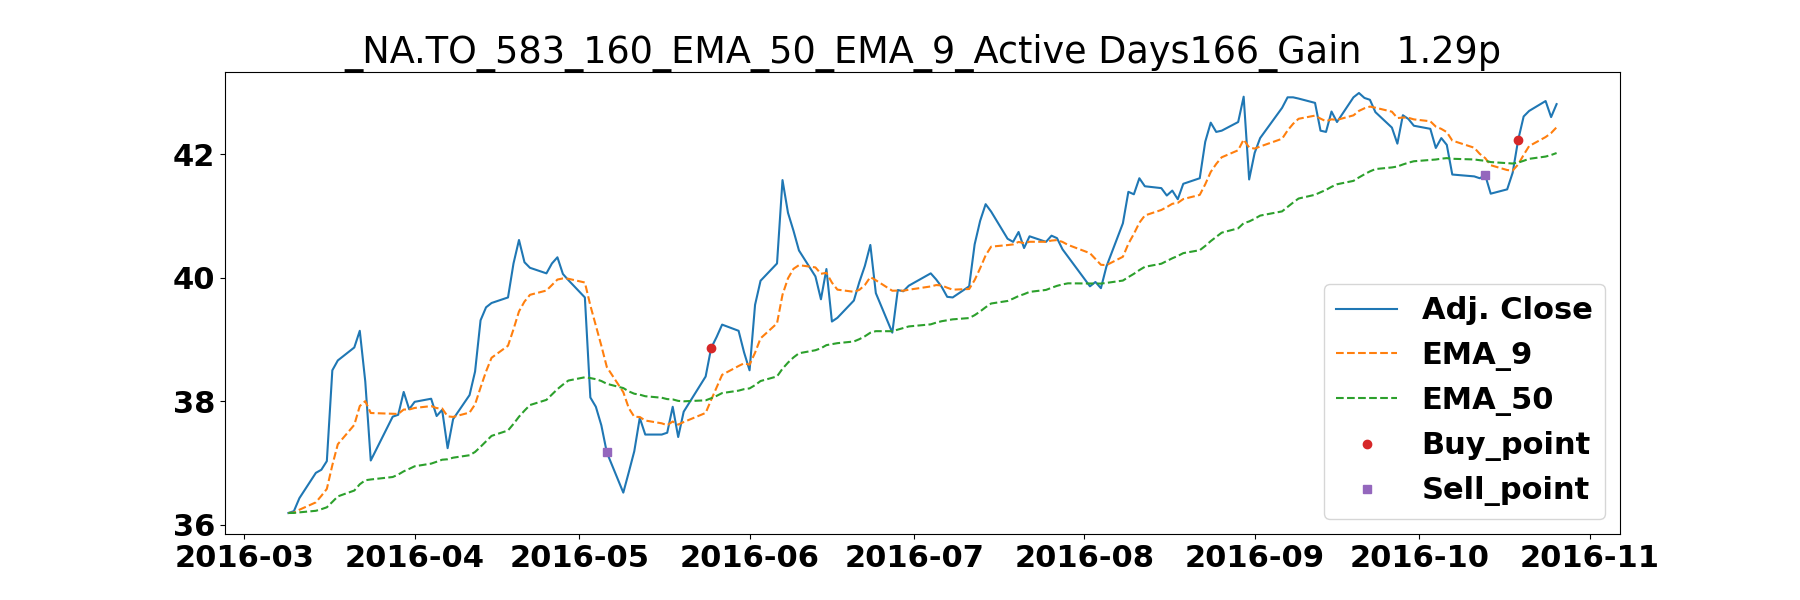 _NA.TO_583_160_EMA_50_EMA_9_Active Days166_Gain   1.29p
42
40
38
36
Adj. Close
EMA_9
EMA_50
Buy_point
Sell_point
2016-03 2016-04 2016-05 2016-06 2016-07 2016-08 2016-09 2016-10 2016-11